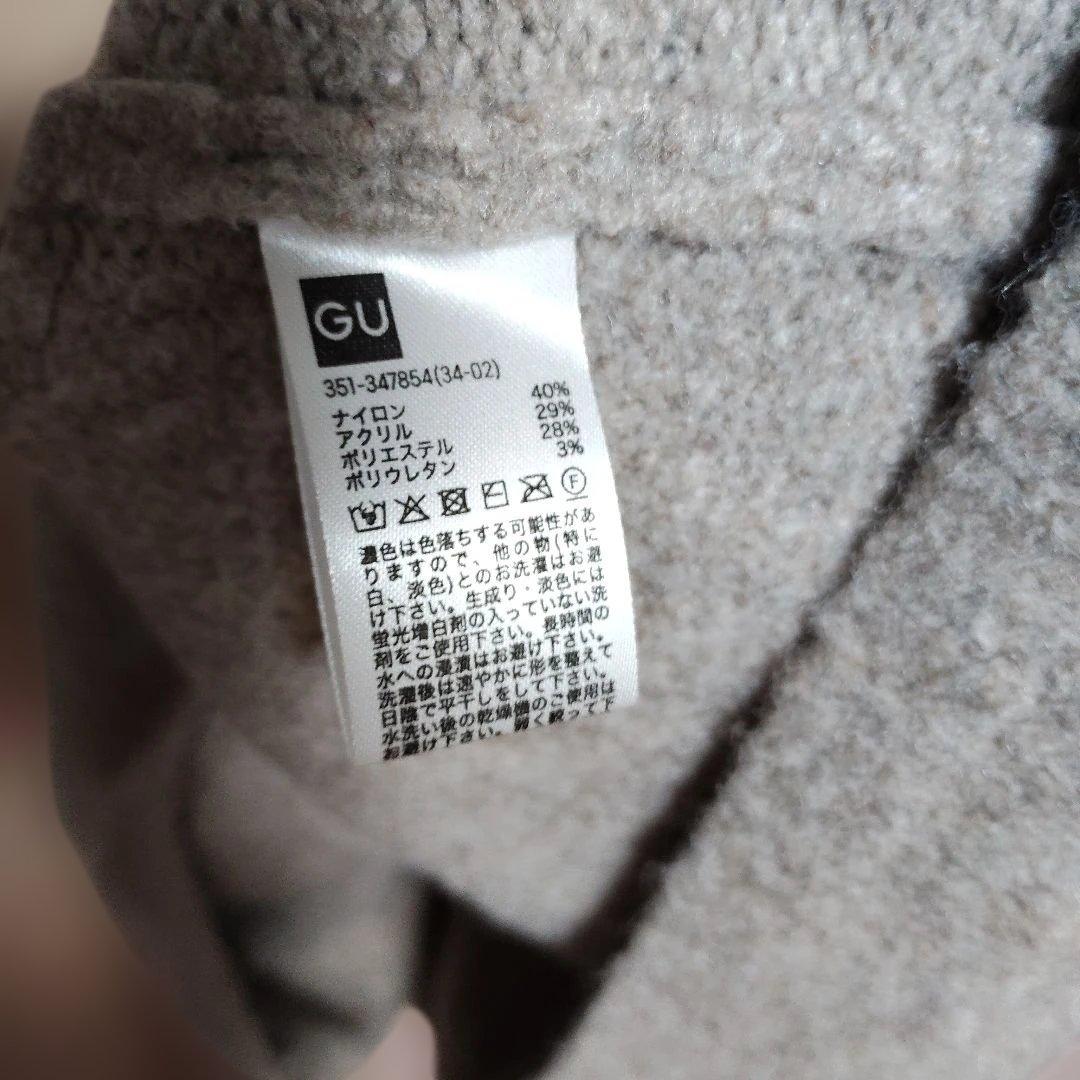 GU
351-347854(34-02)
ナイロン 40%
アクリル 29%
ポリエステル 28%
ポリウレタン 3%
F
濃色は色落ちする可能性があ
りますので、他の物(特に
白、淡色)とのお洗濯はお避
け下さい。生成り・淡色には
蛍光増白剤の入っていない洗
剤をご使用下さい。長時間の
水への浸漬はお避け下さい。
洗濯後は速やかに形を整えて
日陰で平干しをして下さい。
水洗い後の乾燥機のご使用は
お避け下さい。弱く絞って下